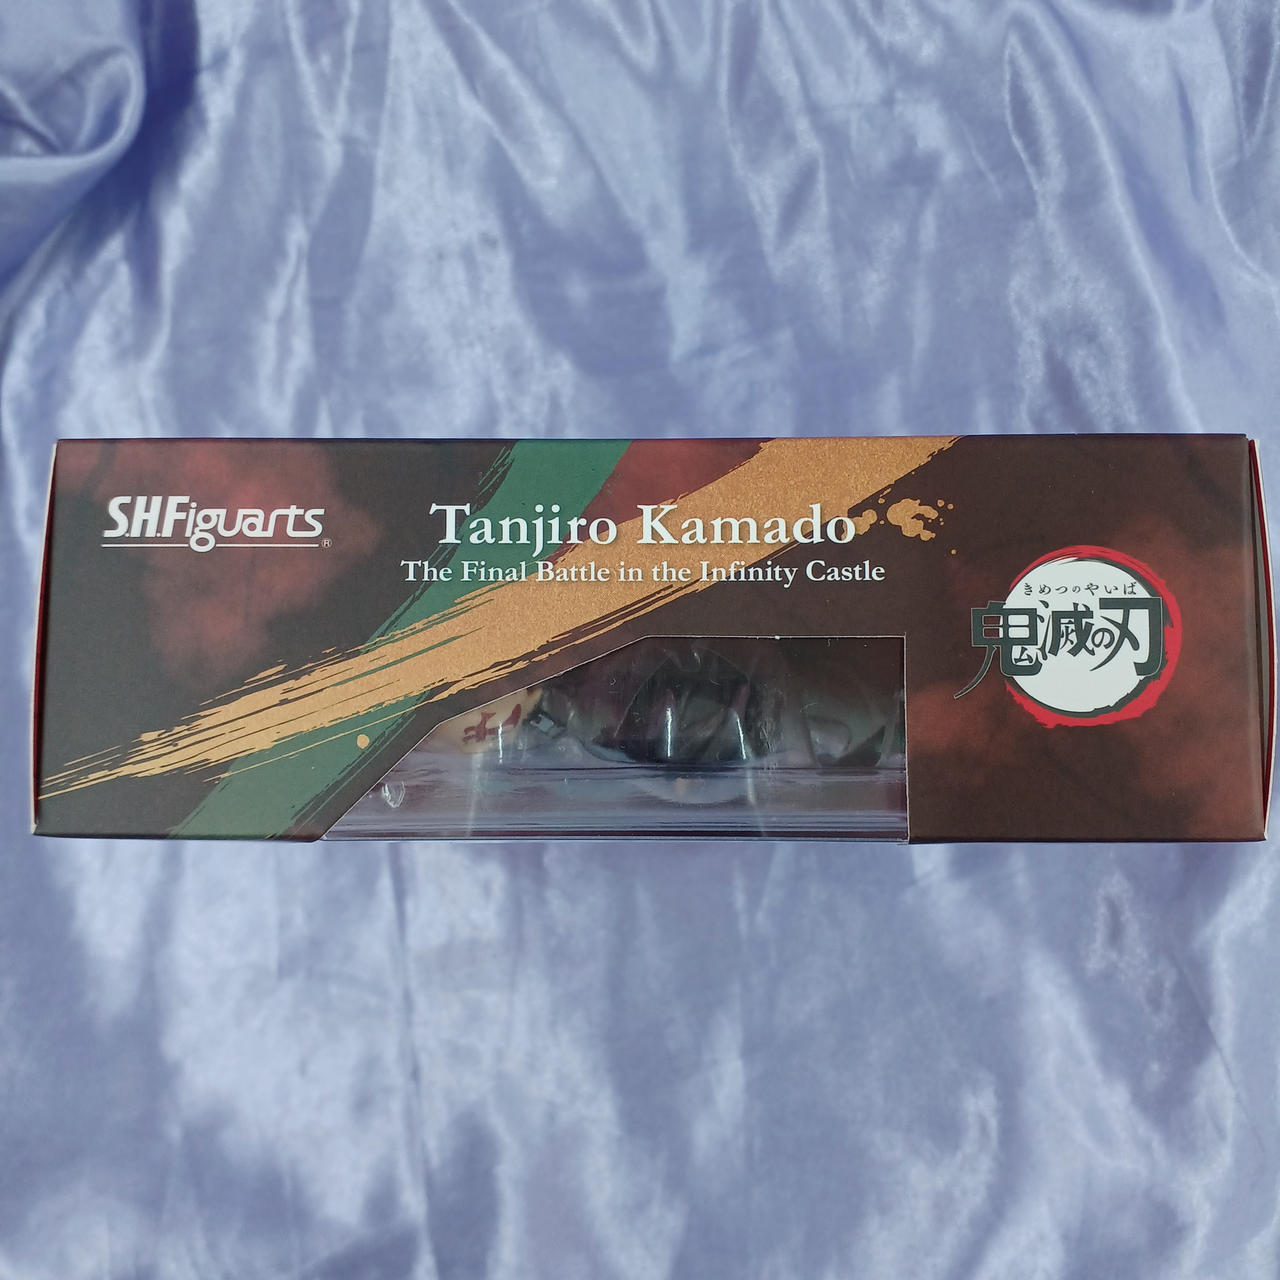 S.H.Figuarts®
Tanjiro Kamado
The Final Battle in the Infinity Castle
きめつのやいば
鬼滅の刃